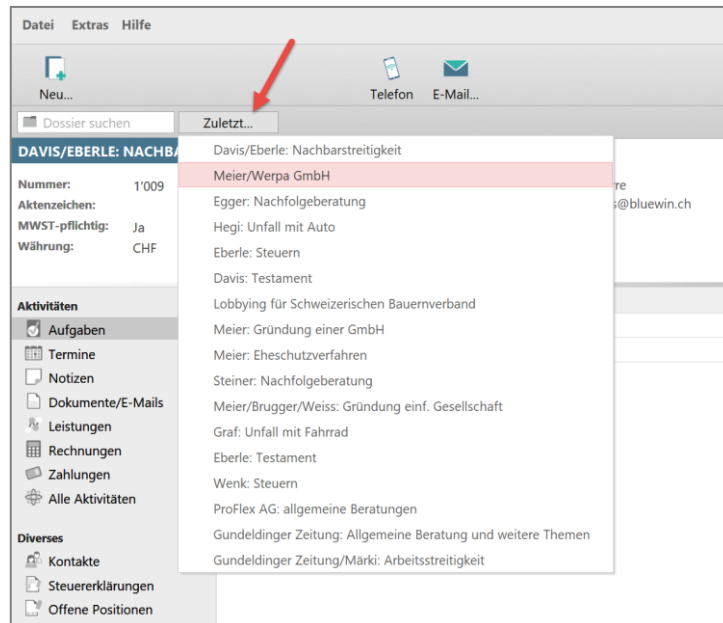 Datei Extras Hilfe
Neu... Telefon E-Mail...
Dossier suchen Zuletzt...
DAVIS/EBERLE: NACHBA
Nummer: 1'009
Aktenzeichen:
MWST-pflichtig: Ja
Währung: CHF
re
s@bluewin.ch
Davis/Eberle: Nachbarstreitigkeit
Meier/Werpa GmbH
Egger: Nachfolgeberatung
Hegi: Unfall mit Auto
Eberle: Steuern
Davis: Testament
Lobbying für Schweizerischen Bauernverband
Meier: Gründung einer GmbH
Meier: Eheschutzverfahren
Steiner: Nachfolgeberatung
Meier/Brugger/Weiss: Gründung einf. Gesellschaft
Graf: Unfall mit Fahrrad
Eberle: Testament
Wenk: Steuern
ProFlex AG: allgemeine Beratungen
Gundeldinger Zeitung: Allgemeine Beratung und weitere Themen
Gundeldinger Zeitung/Märki: Arbeitsstreitigkeit
Aktivitäten
Aufgaben
Termine
Notizen
Dokumente/E-Mails
Leistungen
Rechnungen
Zahlungen
Alle Aktivitäten
Diverses
Kontakte
Steuererklärungen
Offene Positionen